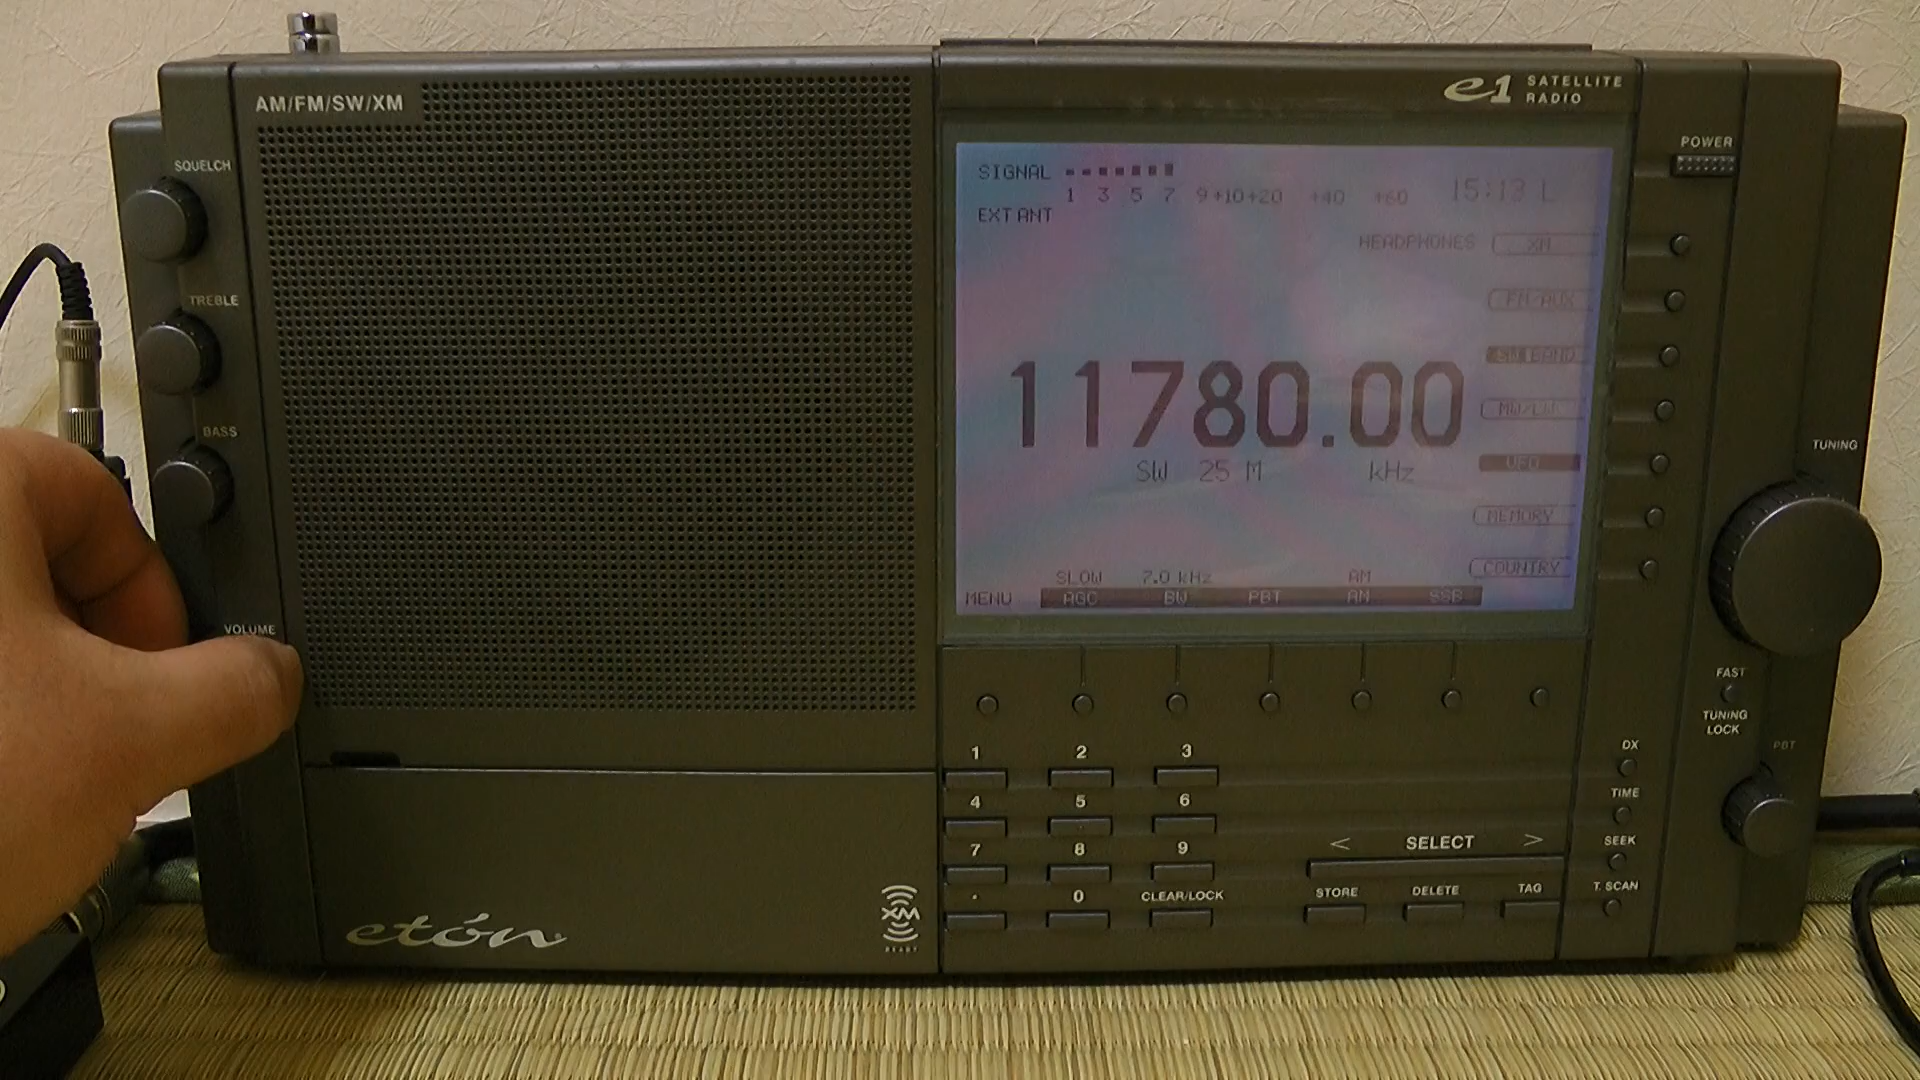 AM/FM/SW/XM
e1 SATELLITE
RADIO
SQUELCH
TREBLE
BASS
VOLUME
POWER
SIGNAL
1 3 5 7 9 +10 +20 +40 +60
15:13 L
EXT ANT
HEADPHONES XM
FM/AUX
SW BAND
MW/LW
VFO
MEMORY
COUNTRY
11780.00
SW 25 M kHz
SLOW 7.0 kHz AM
MENU AGC BW PBT AM SSB
TUNING
FAST
TUNING
LOCK
PBT
DX
TIME
SEEK
T. SCAN
1 2 3
4 5 6
7 8 9
. 0 CLEAR/LOCK
< SELECT >
STORE DELETE TAG
etón
XM
READY